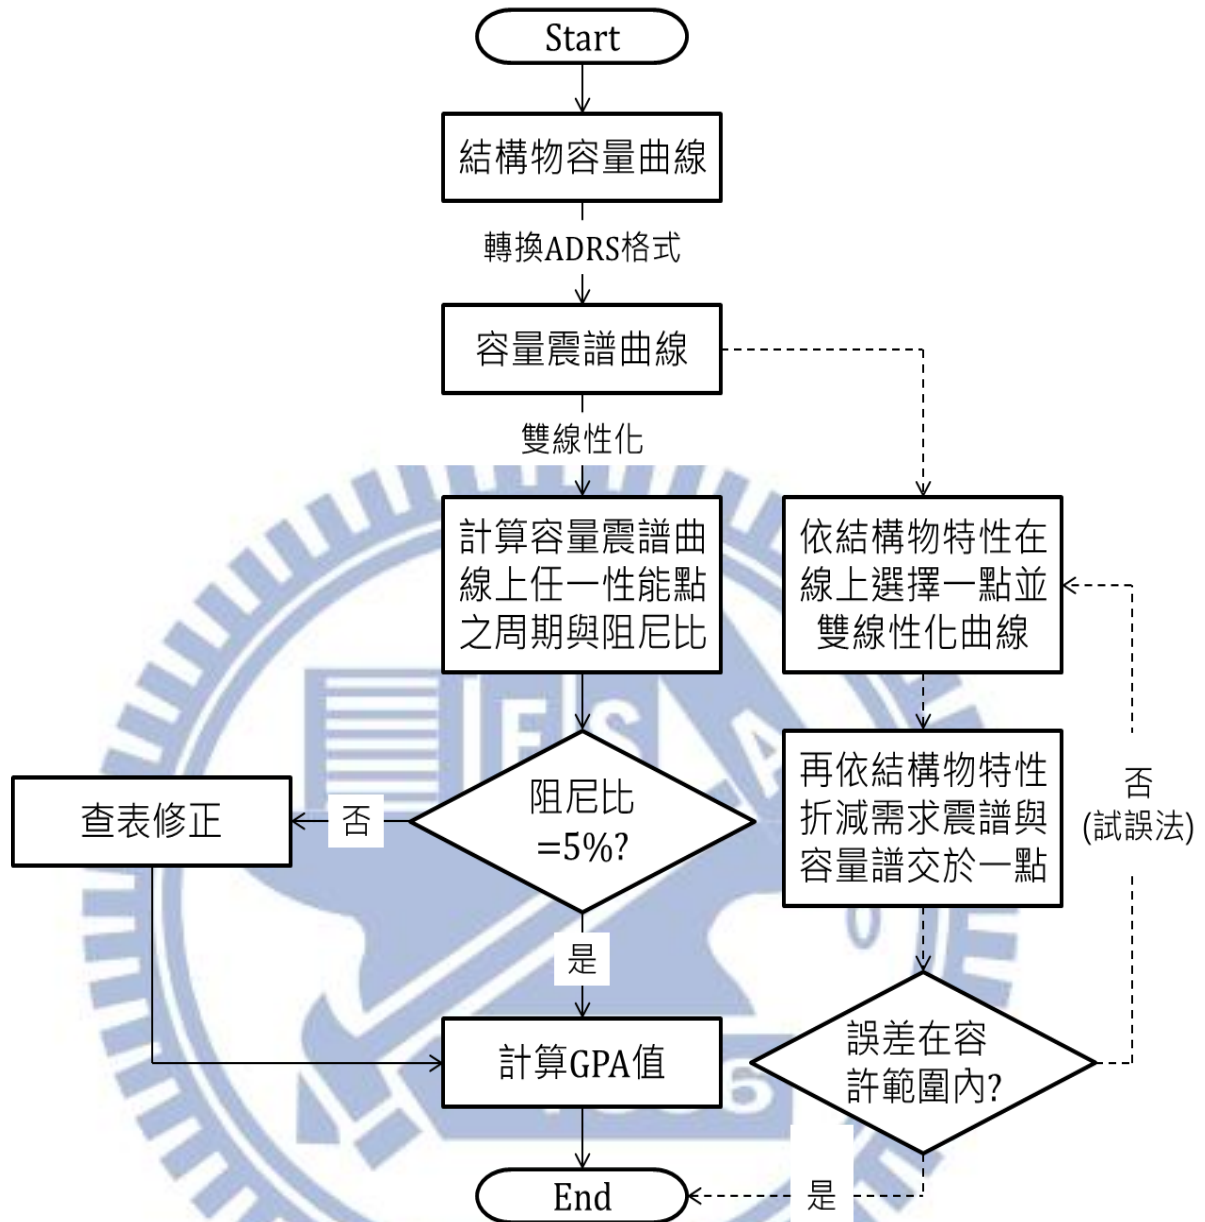 Start
結構物容量曲線
轉換ADRS格式
容量震譜曲線
雙線性化
計算容量震譜曲
線上任一性能點
之周期與阻尼比
依結構物特性在
線上選擇一點並
雙線性化曲線
阻尼比
=5%?
否
查表修正
再依結構物特性
折減需求震譜與
容量譜交於一點
否
(試誤法)
是
計算GPA值
誤差在容
許範圍內?
是
End